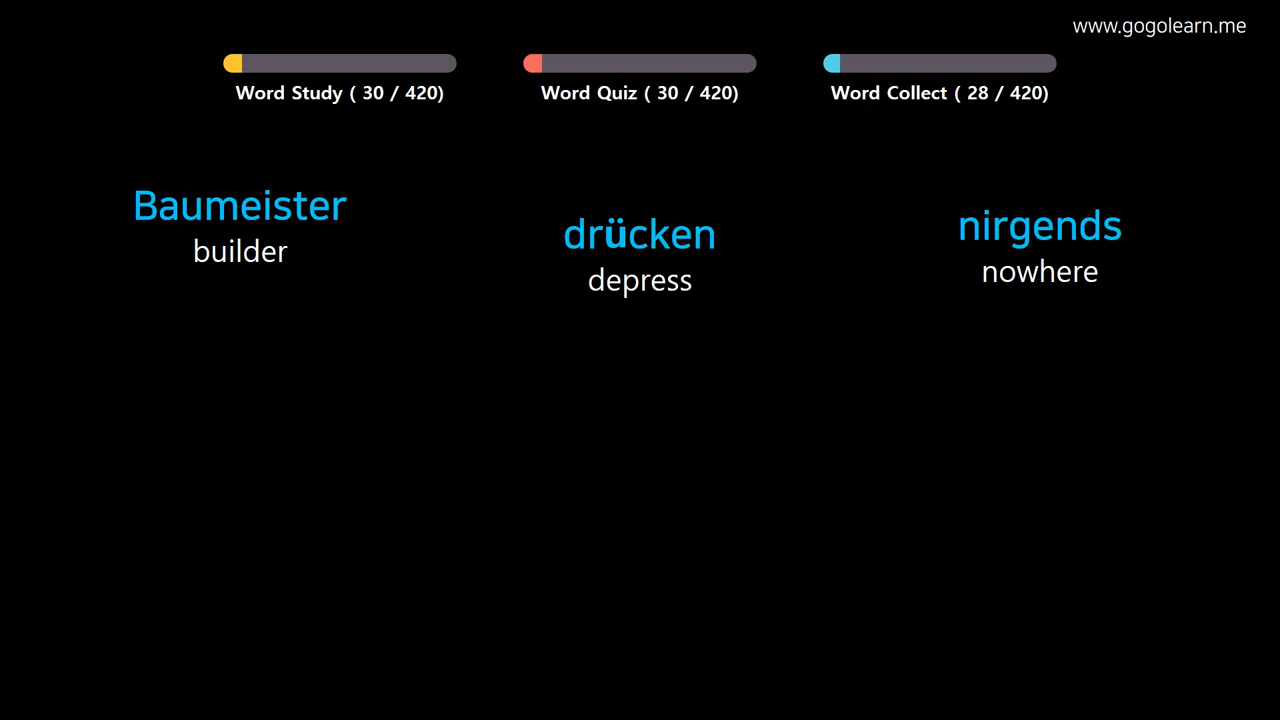 www.gogolearn.me
Word Study ( 30 / 420)
Word Quiz ( 30 / 420)
Word Collect ( 28 / 420)
Baumeister
builder
drücken
depress
nirgends
nowhere